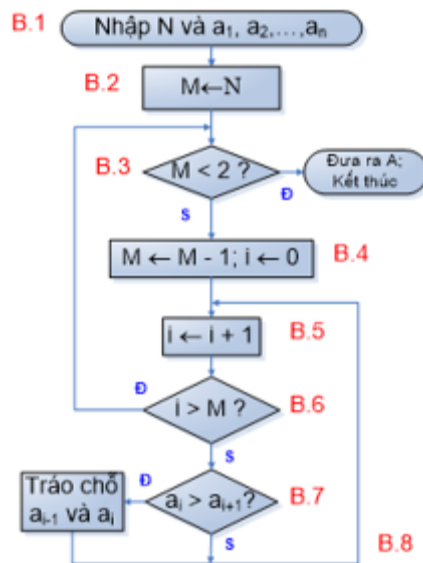 B.1
Nhập N và a₁, a₂,…,aₙ
B.2
M←N
B.3
M < 2 ?
Đưa ra A;
Kết thúc
Đ
S
M ← M - 1; i ← 0
B.4
i ← i + 1
B.5
Đ
i > M ?
B.6
S
Tráo chỗ
aᵢ₋₁ và aᵢ
Đ
aᵢ > aᵢ₊₁?
B.7
S
B.8